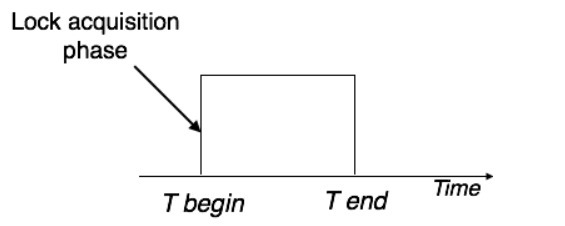 Lock acquisition
phase
T begin
T end
Time